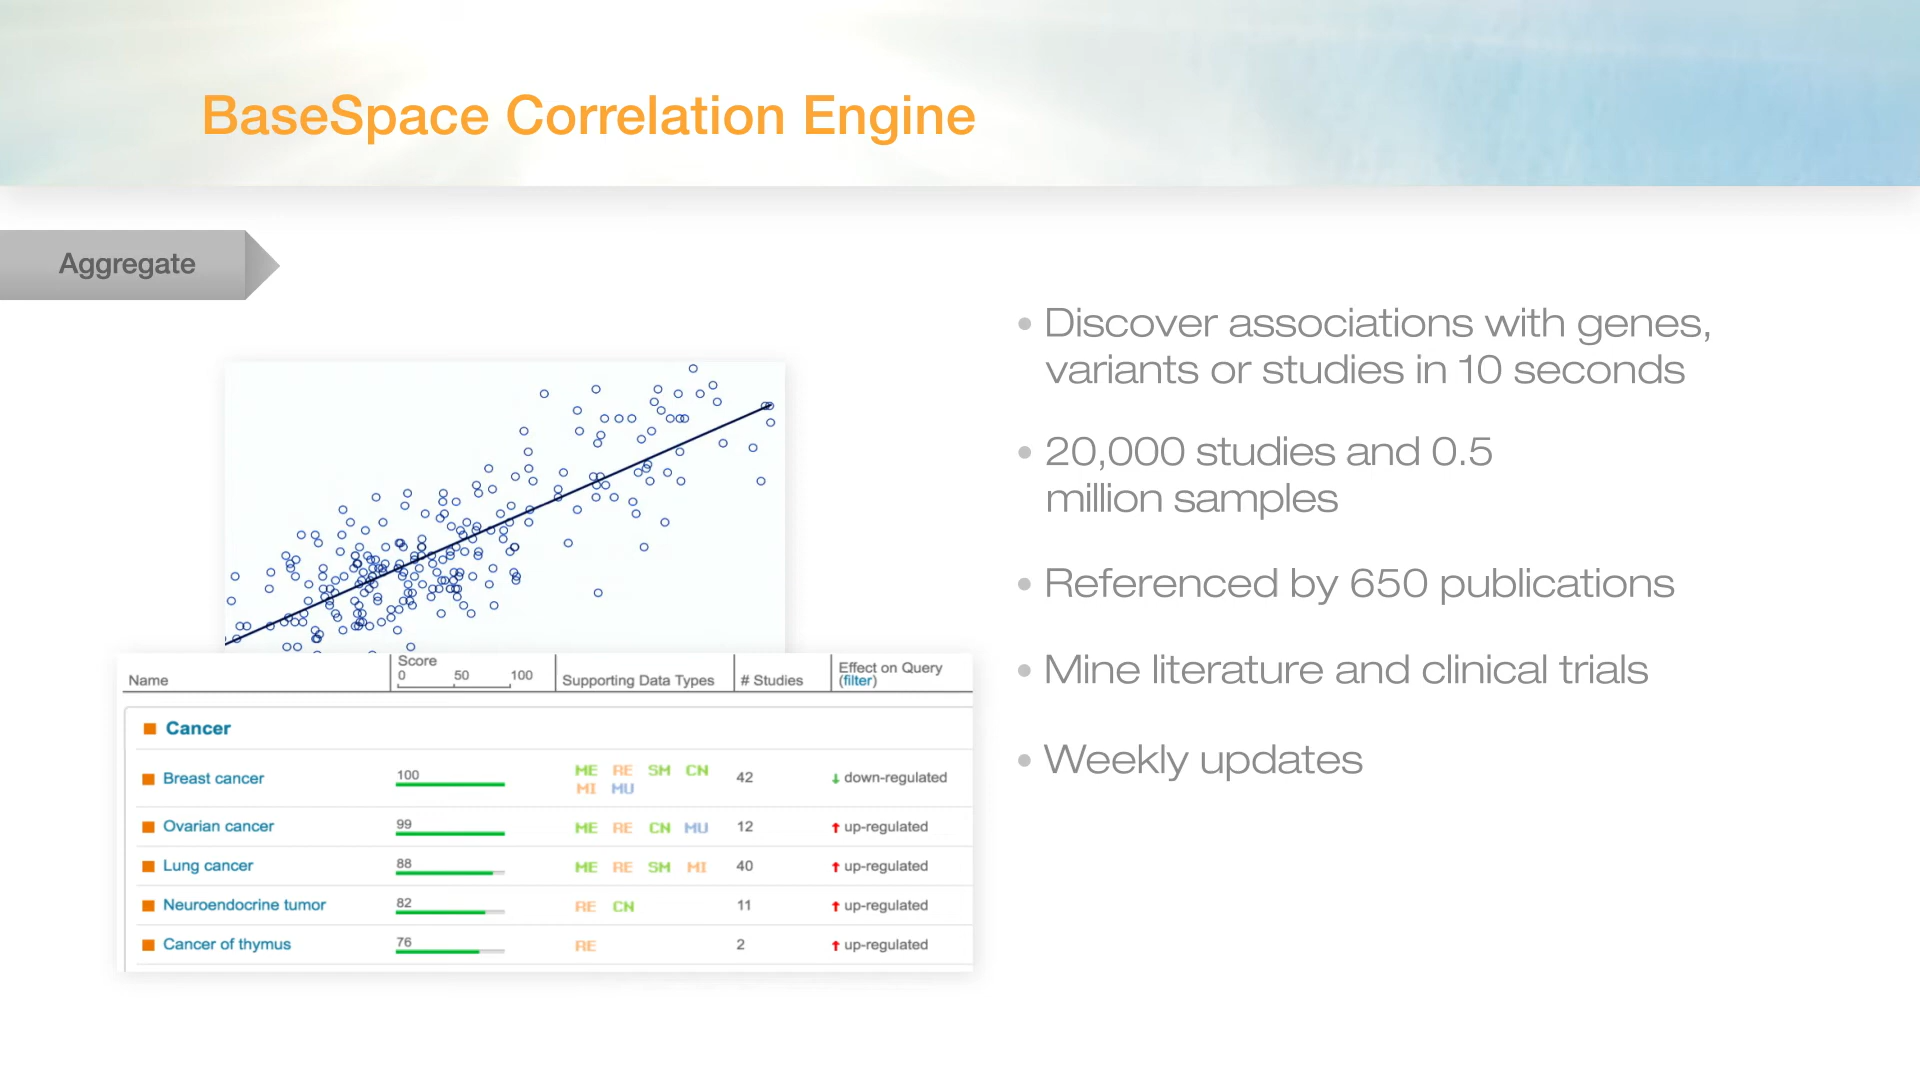 BaseSpace Correlation Engine
Aggregate
Name
Score
0 50 100
Supporting Data Types
# Studies
Effect on Query
(filter)
Cancer
Breast cancer 100 ME RE SM CN 42 ↓ down-regulated
MI MU
Ovarian cancer 99 ME RE CN MU 12 ↑ up-regulated
Lung cancer 88 ME RE SM MI 40 ↑ up-regulated
Neuroendocrine tumor 82 RE CN 11 ↑ up-regulated
Cancer of thymus 76 RE 2 ↑ up-regulated
• Discover associations with genes,
variants or studies in 10 seconds
• 20,000 studies and 0.5
million samples
• Referenced by 650 publications
• Mine literature and clinical trials
• Weekly updates